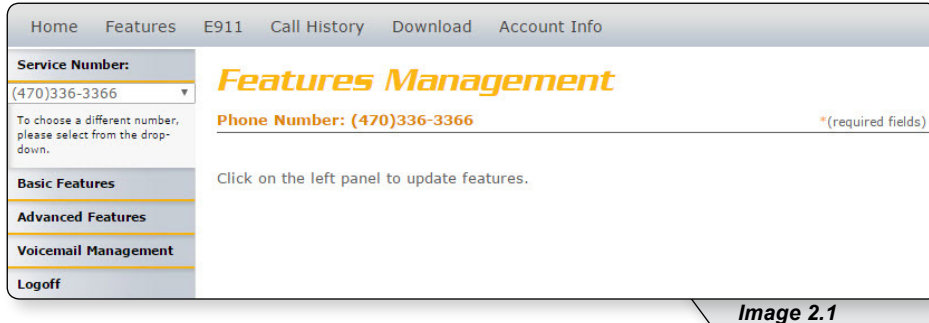 Home Features E911 Call History Download Account Info
Service Number:
(470)336-3366
To choose a different number,
please select from the drop-
down.
Basic Features
Advanced Features
Voicemail Management
Logoff
Features Management
Phone Number: (470)336-3366 *(required fields)
Click on the left panel to update features.
Image 2.1